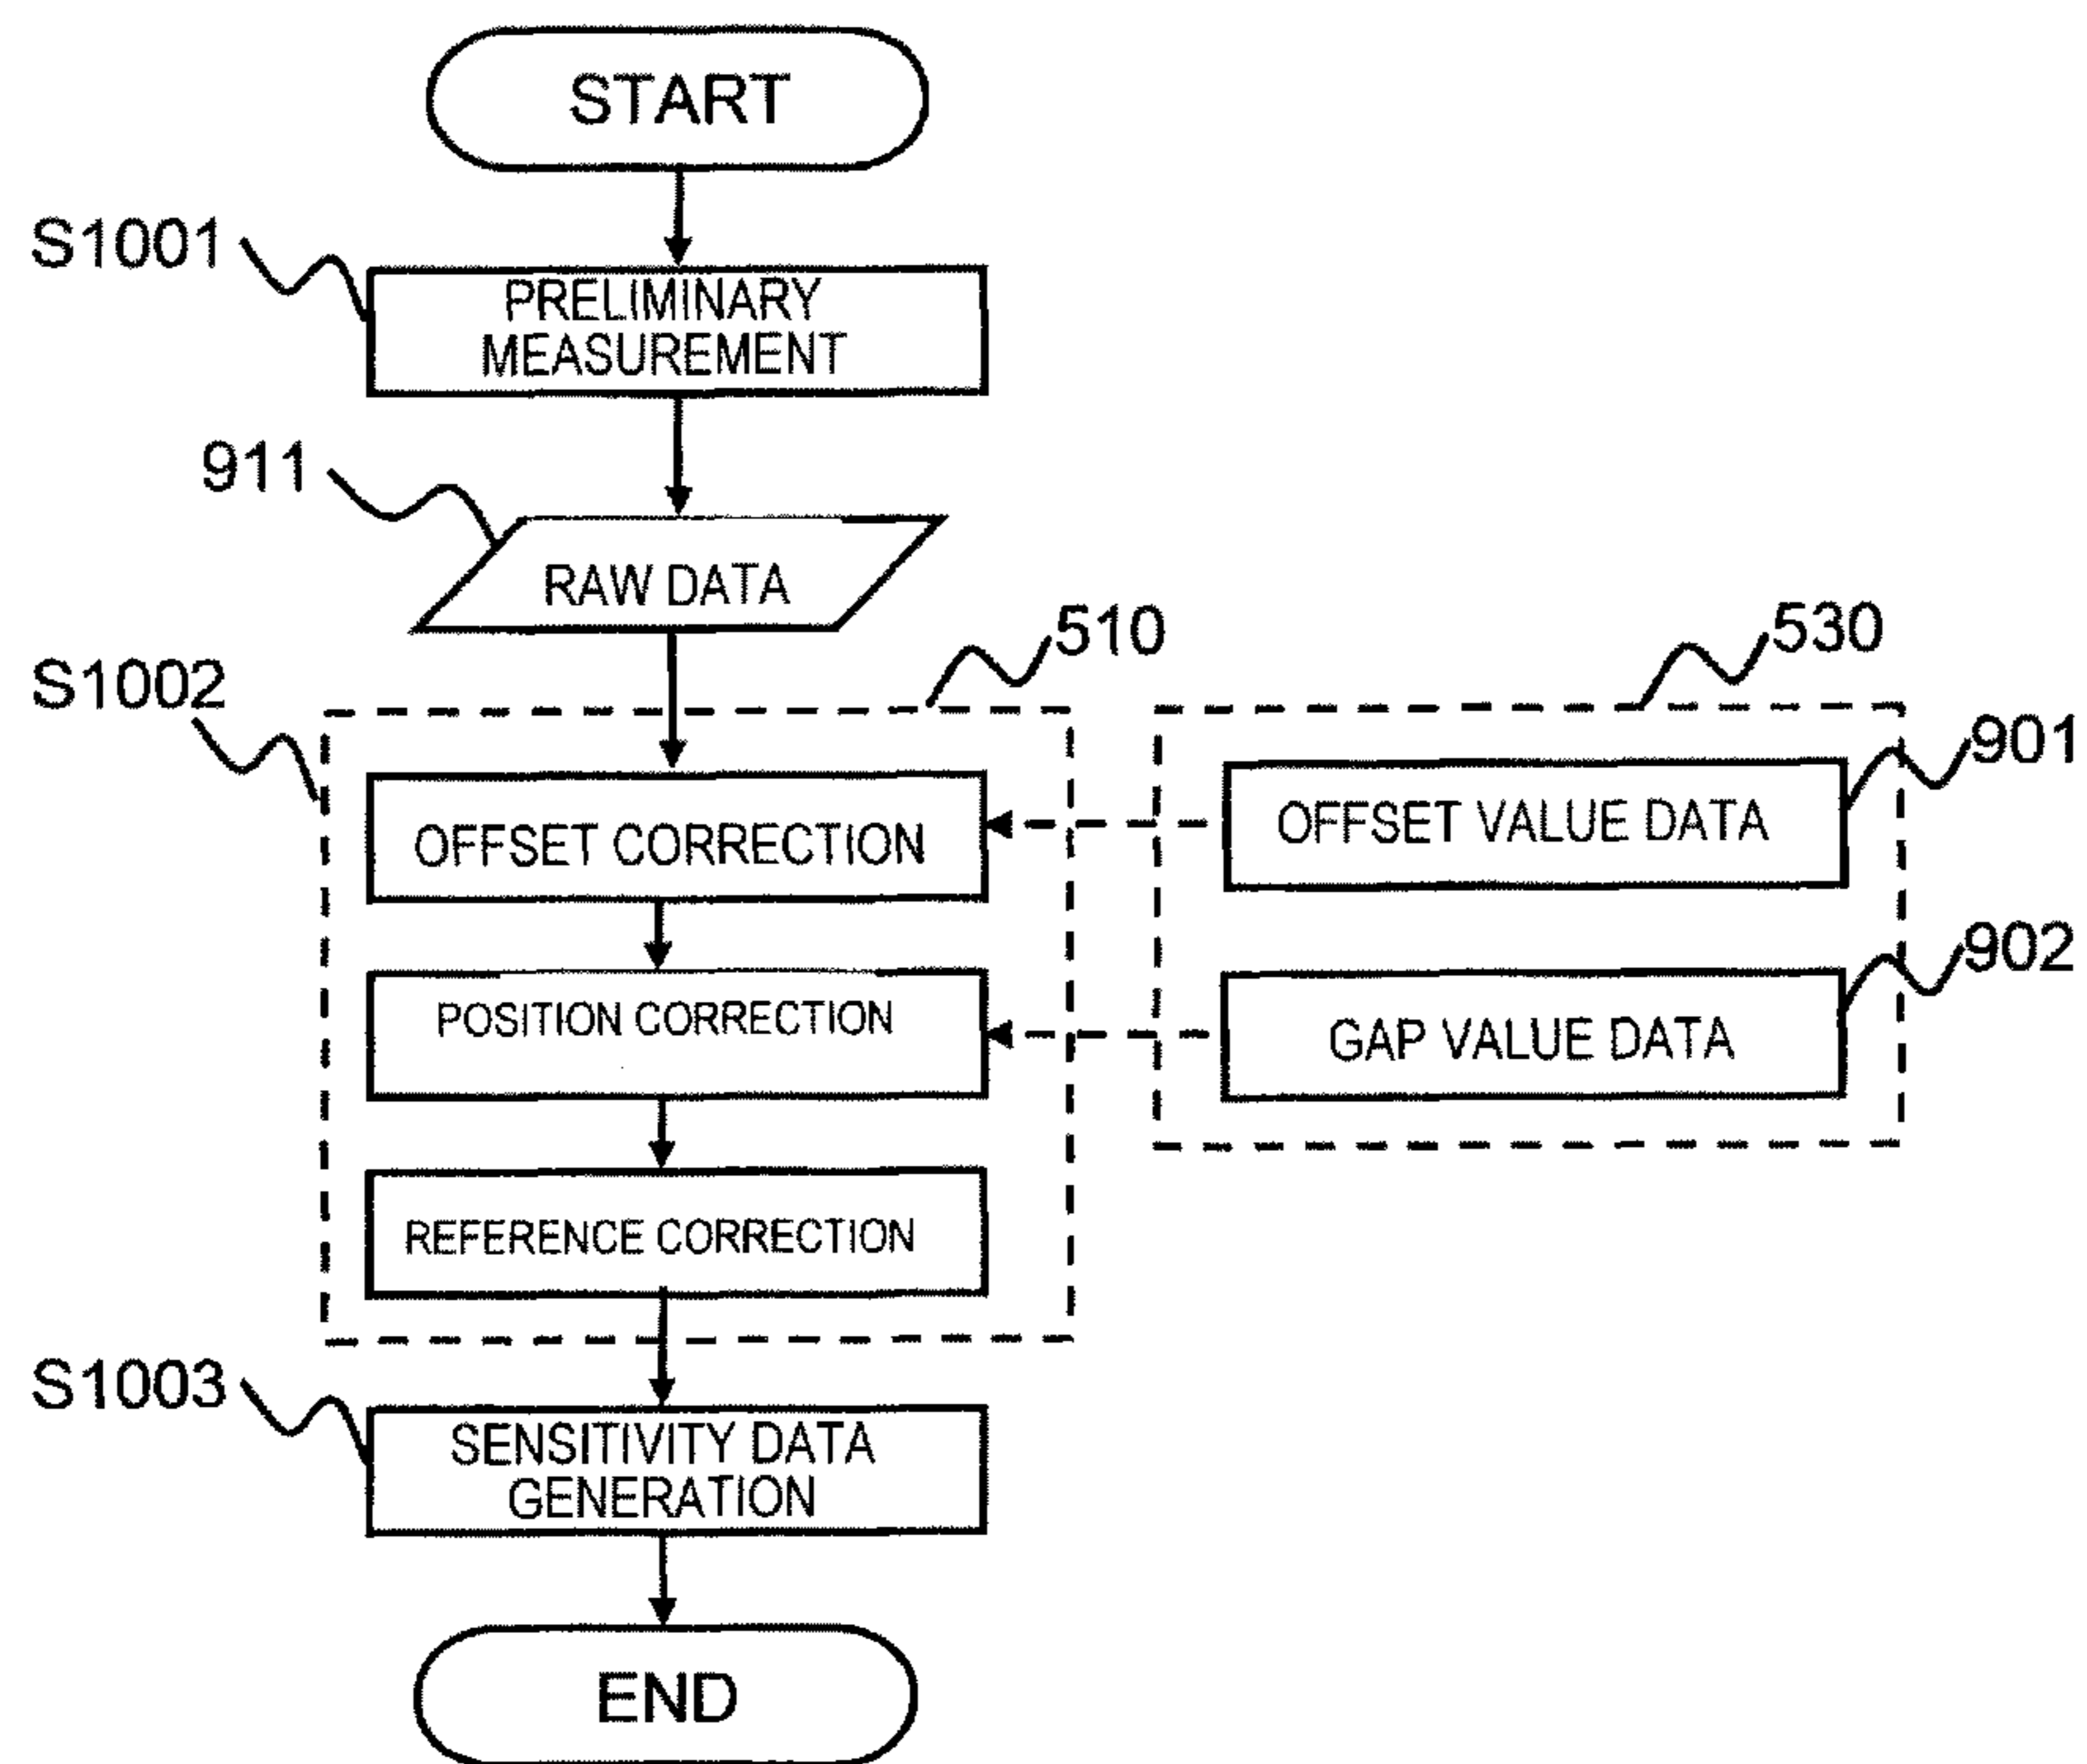 START
S1001
PRELIMINARY
MEASUREMENT
911
RAW DATA
510
530
S1002
901
OFFSET CORRECTION
OFFSET VALUE DATA
902
POSITION CORRECTION
GAP VALUE DATA
REFERENCE CORRECTION
S1003
SENSITIVITY DATA
GENERATION
END